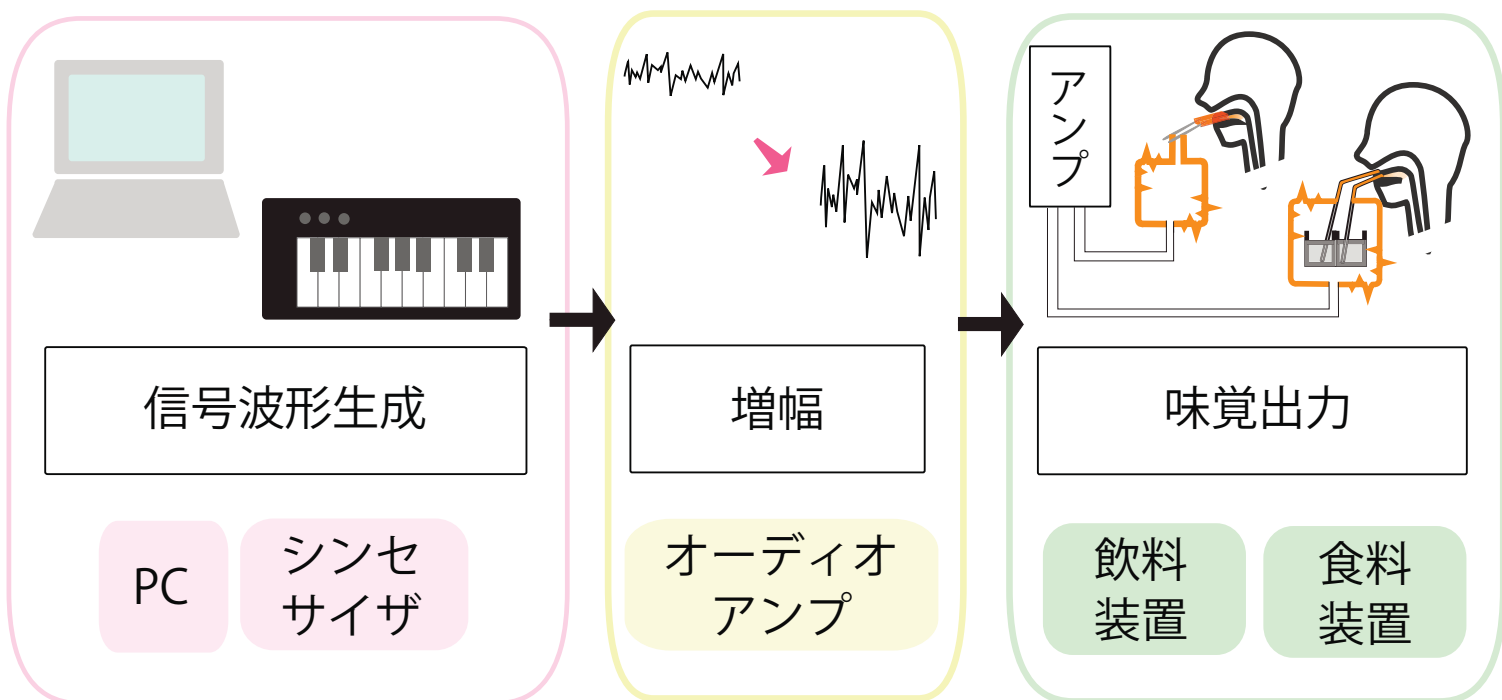 アンプ
信号波形生成
増幅
味覚出力
PC
シンセ
サイザ
オーディオ
アンプ
飲料
装置
食料
装置